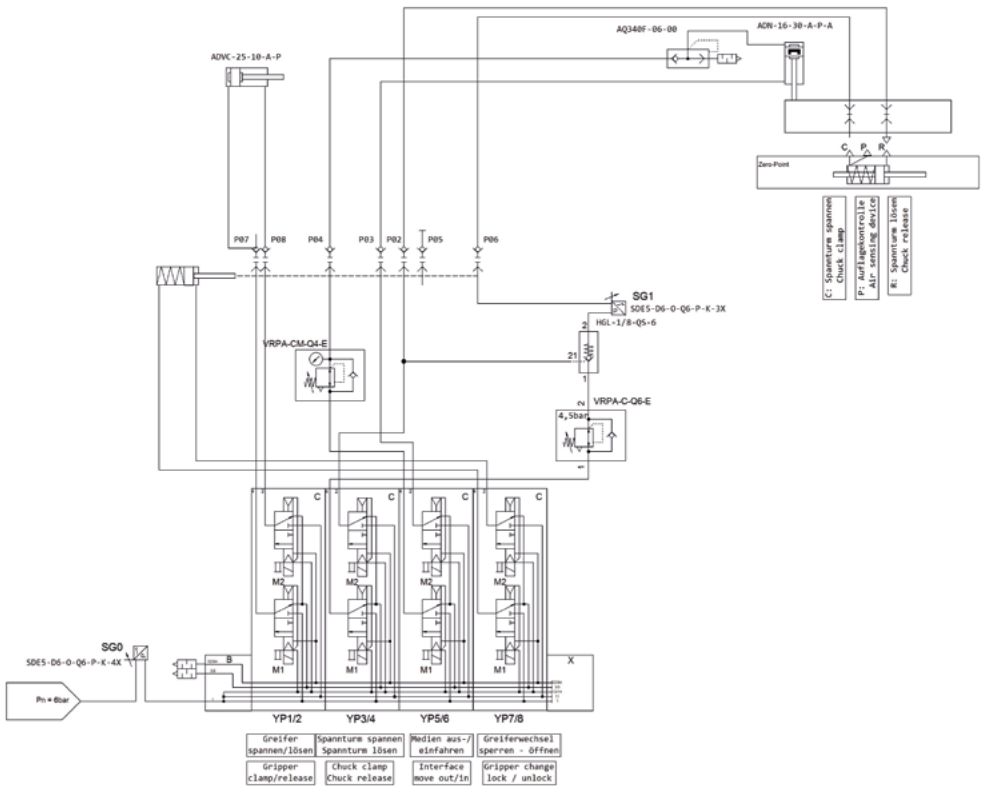 AQ340F-06-00
ADN-16-30-A-P-A
ADVC-25-10-A-P
C
P
R
Zero-Point
C: Spannturm spannen
Chuck clamp
P: Auflagekontrolle
Air sensing device
R: Spannturm lösen
Chuck release
P07
P08
P04
P03
P02
P05
P06
SG1
SDE5-D6-O-Q6-P-K-3X
HGL-1/8-QS-6
2
21
1
VRPA-CM-Q4-E
2
VRPA-C-Q6-E
4,5bar
1
C
C
C
C
M2
M2
M2
M2
M1
M1
M1
M1
SG0
SDE5-D6-O-Q6-P-K-4X
B
X
Pn = 6bar
YP1/2
YP3/4
YP5/6
YP7/8
Greifer
spannen/lösen
Spannturm spannen
Spannturm lösen
Medien aus-/
einfahren
Greiferwechsel
sperren - öffnen
Gripper
clamp/release
Chuck clamp
Chuck release
Interface
move out/in
Gripper change
lock / unlock